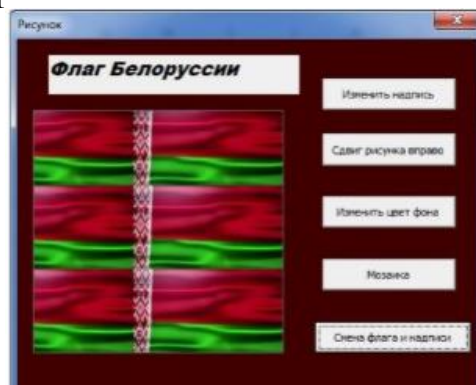 Рисунок
Флаг Белоруссии
Изменить надпись
Сдвиг рисунка вправо
Изменить цвет фона
Мозаика
Смена флага и надписи